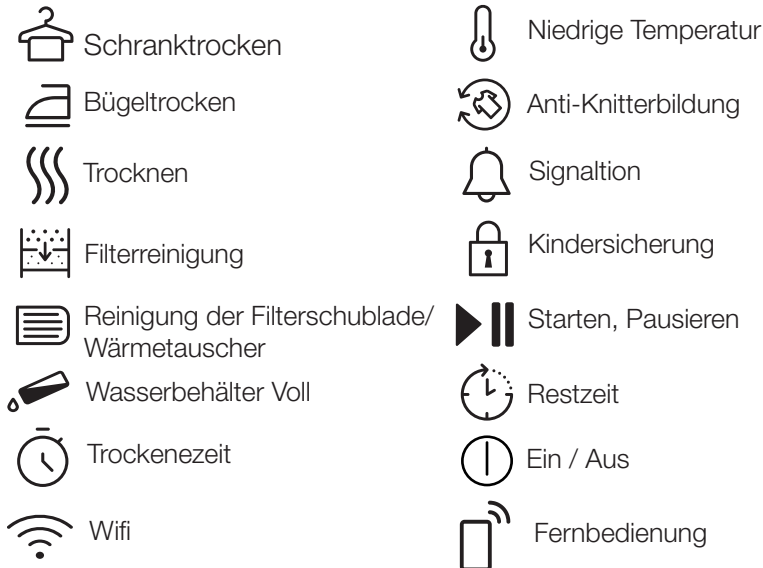 Schranktrocken
Bügeltrocken
Trocknen
Filterreinigung
Reinigung der Filterschublade/
Wärmetauscher
Wasserbehälter Voll
Trockenezeit
Wifi
Niedrige Temperatur
Anti-Knitterbildung
Signaltion
Kindersicherung
Starten, Pausieren
Restzeit
Ein / Aus
Fernbedienung